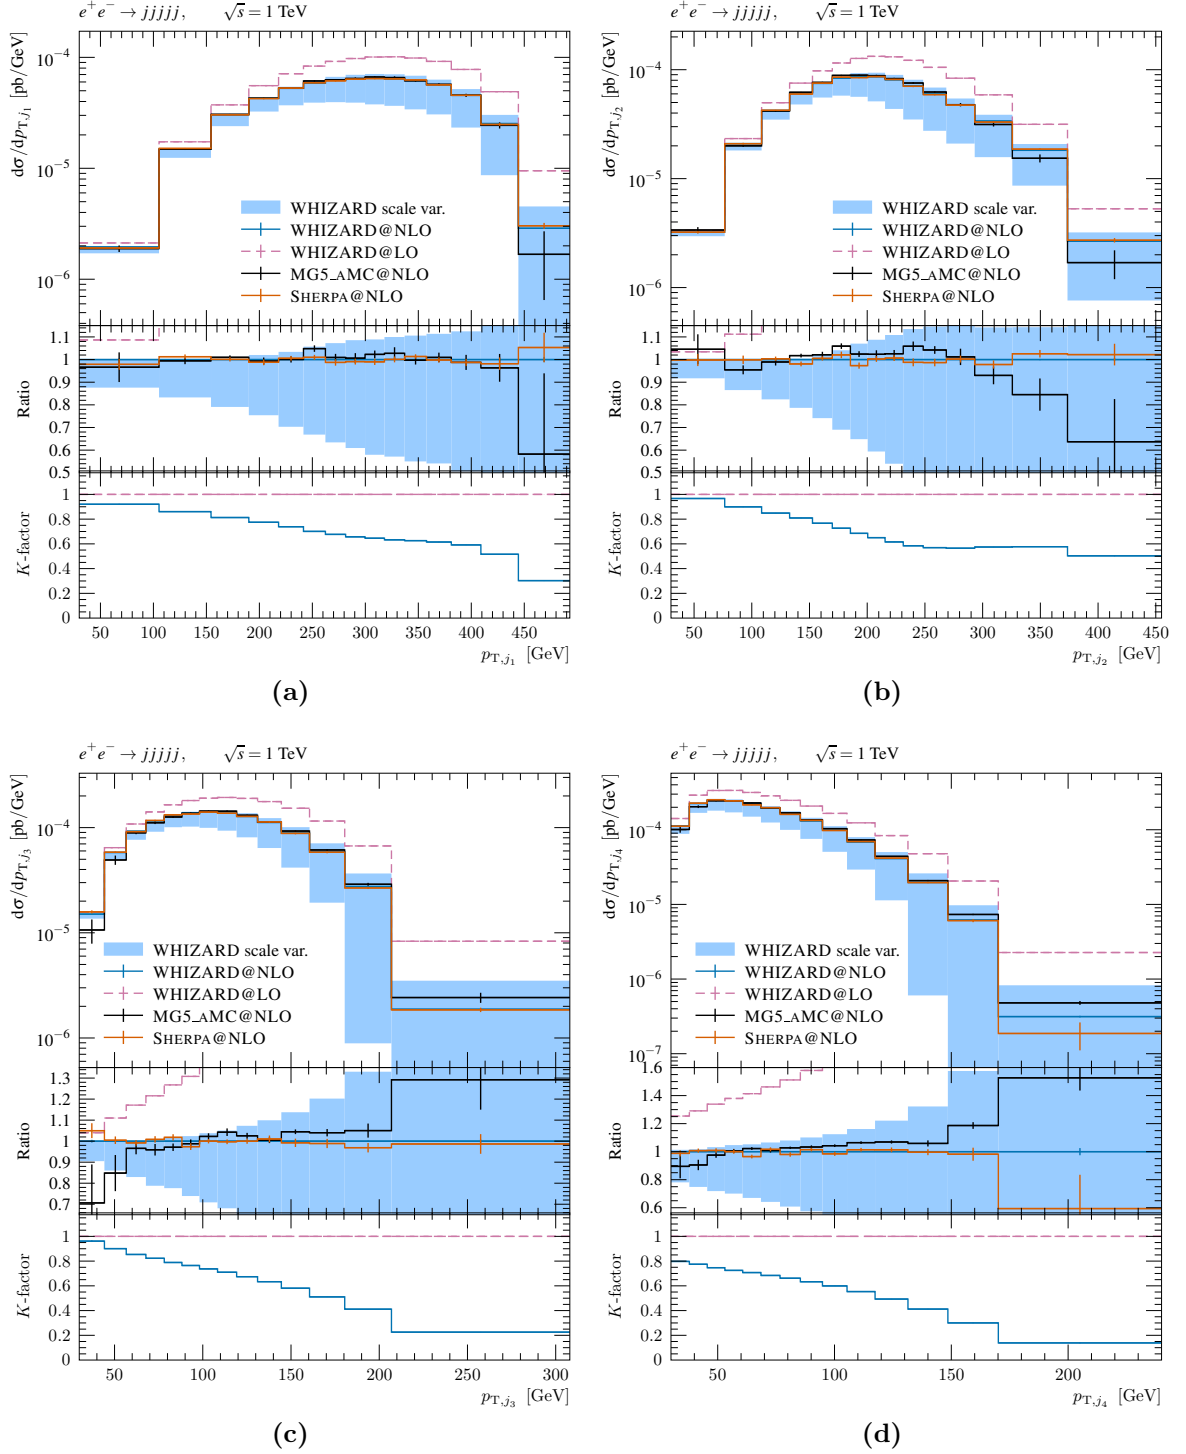 e⁺e⁻ → jjjjj, √s = 1 TeV
dσ/dp_{T,j₁} [pb/GeV]
10⁻⁴
10⁻⁵
10⁻⁶
WHIZARD scale var.
WHIZARD@NLO
WHIZARD@LO
MG5_AMC@NLO
SHERPA@NLO
Ratio
1.1
1
0.9
0.8
0.7
0.6
0.5
K-factor
1
0.8
0.6
0.4
0.2
0
50 100 150 200 250 300 350 400 450
p_{T,j₁} [GeV]
(a)
e⁺e⁻ → jjjjj, √s = 1 TeV
dσ/dp_{T,j₂} [pb/GeV]
10⁻⁴
10⁻⁵
10⁻⁶
WHIZARD scale var.
WHIZARD@NLO
WHIZARD@LO
MG5_AMC@NLO
SHERPA@NLO
Ratio
1.1
1
0.9
0.8
0.7
0.6
0.5
K-factor
1
0.8
0.6
0.4
0.2
0
50 100 150 200 250 300 350 400 450
p_{T,j₂} [GeV]
(b)
e⁺e⁻ → jjjjj, √s = 1 TeV
dσ/dp_{T,j₃} [pb/GeV]
10⁻⁴
10⁻⁵
10⁻⁶
WHIZARD scale var.
WHIZARD@NLO
WHIZARD@LO
MG5_AMC@NLO
SHERPA@NLO
Ratio
1.3
1.2
1.1
1
0.9
0.8
0.7
K-factor
1
0.8
0.6
0.4
0.2
0
50 100 150 200 250 300
p_{T,j₃} [GeV]
(c)
e⁺e⁻ → jjjjj, √s = 1 TeV
dσ/dp_{T,j₄} [pb/GeV]
10⁻⁴
10⁻⁵
10⁻⁶
10⁻⁷
WHIZARD scale var.
WHIZARD@NLO
WHIZARD@LO
MG5_AMC@NLO
SHERPA@NLO
Ratio
1.6
1.4
1.2
1
0.8
0.6
K-factor
1
0.8
0.6
0.4
0.2
0
50 100 150 200
p_{T,j₄} [GeV]
(d)